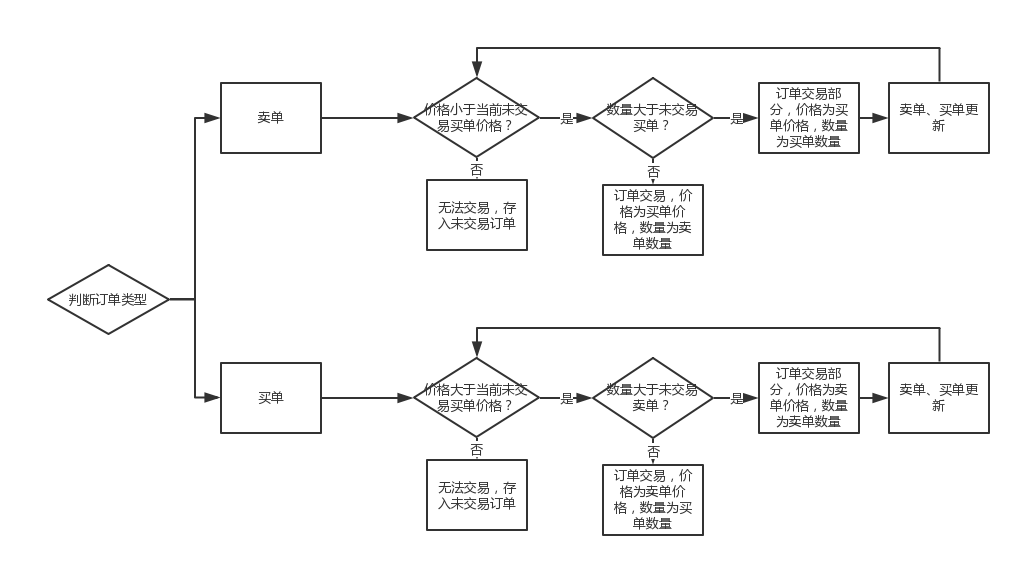 卖单
价格小于当前未交
易买单价格？
是
数量大于未交易
买单？
是
订单交易部
分，价格为买
单价格，数量
为买单数量
卖单、买单更
新
否
无法交易，存
入未交易订单
否
订单交易，价
格为买单价
格，数量为卖
单数量
判断订单类型
买单
价格大于当前未交
易买单价格？
是
数量大于未交易
卖单？
是
订单交易部
分，价格为卖
单价格，数量
为卖单数量
卖单、买单更
新
否
无法交易，存
入未交易订单
否
订单交易，价
格为卖单价
格，数量为买
单数量